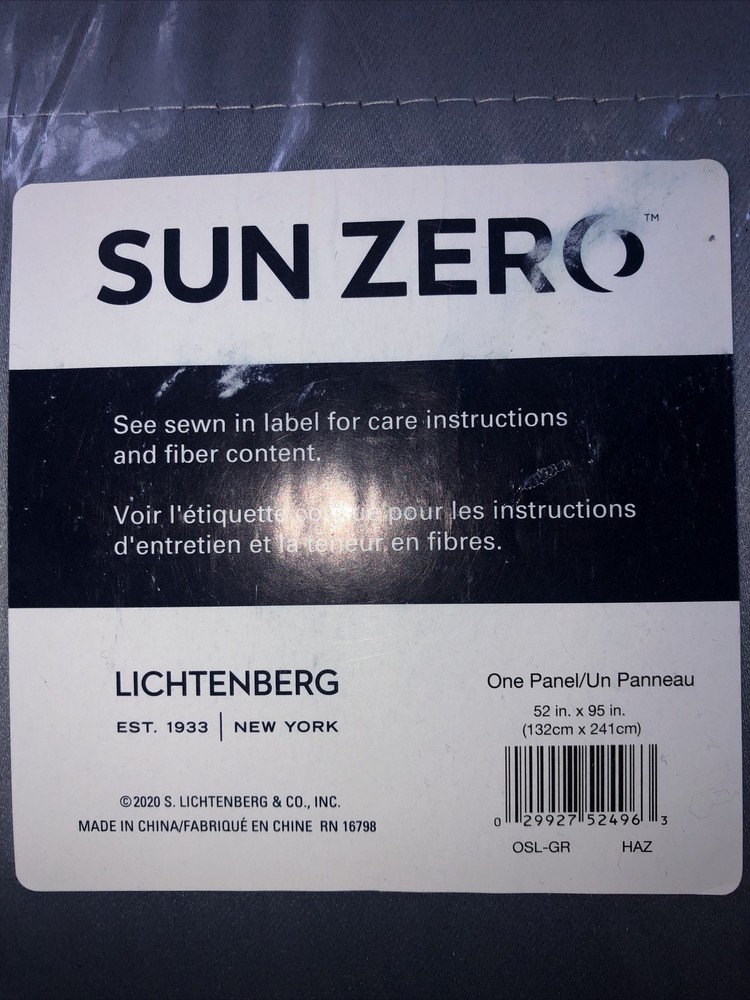 SUN ZERO™
See sewn in label for care instructions
and fiber content.
Voir l'étiquette pour les instructions
d'entretien et la teneur en fibres.
LICHTENBERG
EST. 1933 | NEW YORK
©2020 S. LICHTENBERG & CO., INC.
MADE IN CHINA/FABRIQUÉ EN CHINE RN 16798
One Panel/Un Panneau
52 in. x 95 in.
(132cm x 241cm)
0 29927 52496 3
OSL-GR HAZ